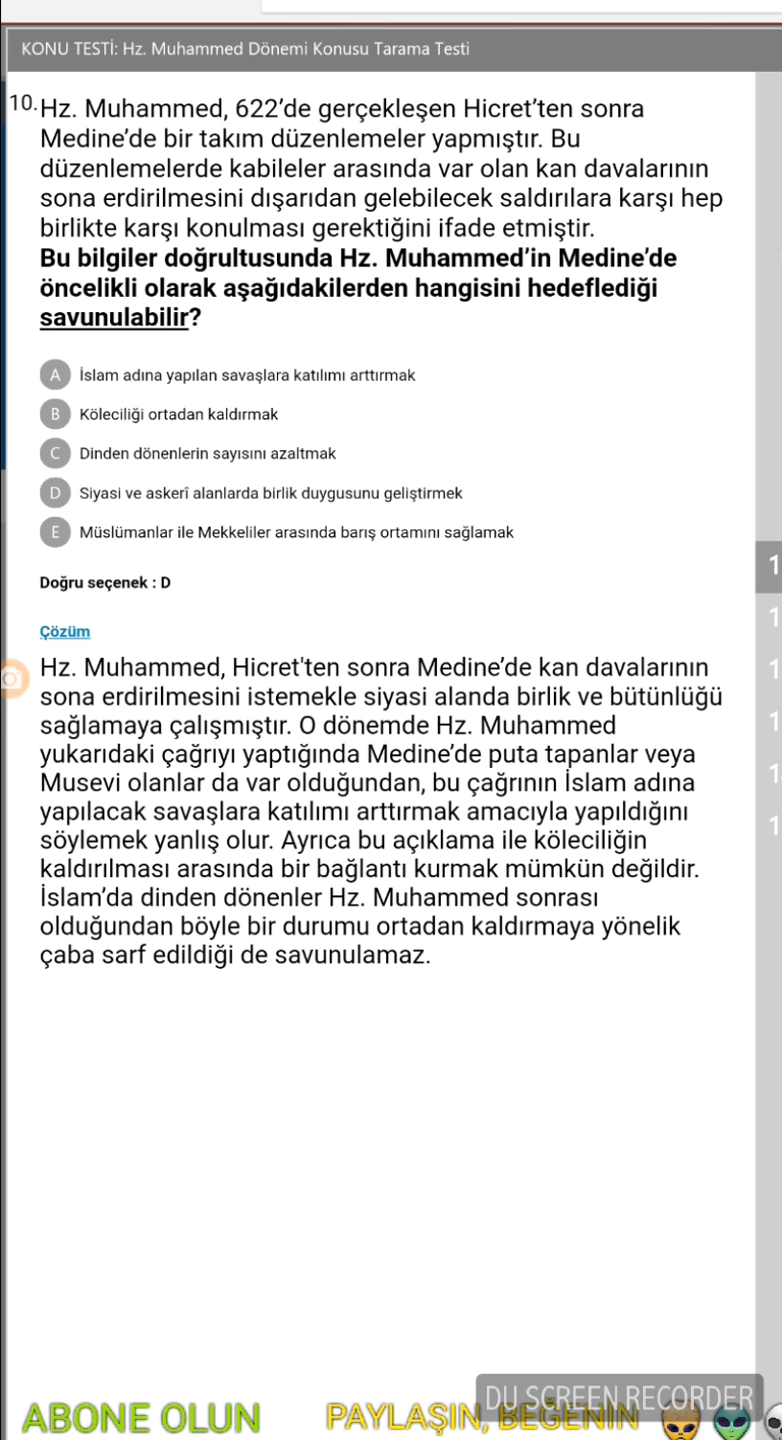 KONU TESTİ: Hz. Muhammed Dönemi Konusu Tarama Testi
10. Hz. Muhammed, 622’de gerçekleşen Hicret’ten sonra
Medine’de bir takım düzenlemeler yapmıştır. Bu
düzenlemelerde kabileler arasında var olan kan davalarının
sona erdirilmesini dışarıdan gelebilecek saldırılara karşı hep
birlikte karşı konulması gerektiğini ifade etmiştir.
Bu bilgiler doğrultusunda Hz. Muhammed’in Medine’de
öncelikli olarak aşağıdakilerden hangisini hedeflediği
savunulabilir?
A İslam adına yapılan savaşlara katılımı arttırmak
B Köleciliği ortadan kaldırmak
C Dinden dönenlerin sayısını azaltmak
D Siyasi ve askerî alanlarda birlik duygusunu geliştirmek
E Müslümanlar ile Mekkeliler arasında barış ortamını sağlamak
Doğru seçenek : D
Çözüm
Hz. Muhammed, Hicret'ten sonra Medine’de kan davalarının
sona erdirilmesini istemekle siyasi alanda birlik ve bütünlüğü
sağlamaya çalışmıştır. O dönemde Hz. Muhammed
yukarıdaki çağrıyı yaptığında Medine’de puta tapanlar veya
Musevi olanlar da var olduğundan, bu çağrının İslam adına
yapılacak savaşlara katılımı arttırmak amacıyla yapıldığını
söylemek yanlış olur. Ayrıca bu açıklama ile köleciliğin
kaldırılması arasında bir bağlantı kurmak mümkün değildir.
İslam’da dinden dönenler Hz. Muhammed sonrası
olduğundan böyle bir durumu ortadan kaldırmaya yönelik
çaba sarf edildiği de savunulamaz.
1
1
1
1
1
1
DU SCREEN RECORDER
ABONE OLUN PAYLAŞIN, BEĞENİN